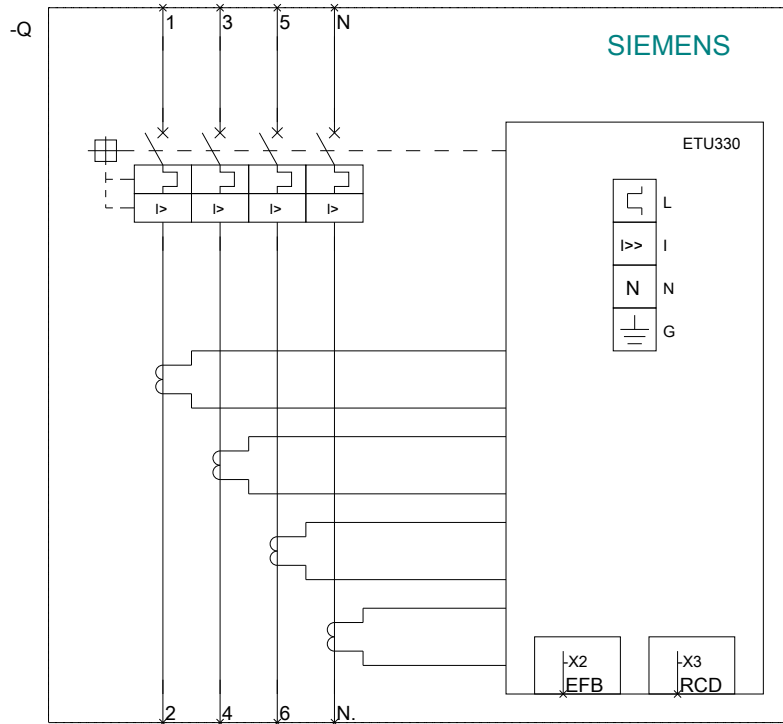 -Q
1 3 5 N
SIEMENS
ETU330
L
I> I> I> I>
I>> I
N N
G
-X2 -X3
EFB RCD
2 4 6 N.